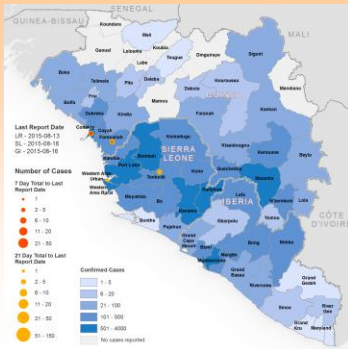 SENEGAL
GUINEA-BISSAU
MALI
Koundara
Mali
Koubia
Gaoual
Lelouma
Tougue
Dinguiraye
Siguiri
Labe
Boke
Telimele
Pita
Dalaba
Kouroussa
Mandiana
Mamou
GUINEA
Boffa
Fria
Dubreka
Kindia
Faranah
Kankan
Last Report Date
LR - 2015-08-13
SL - 2015-08-16
GI - 2015-08-16
Conakry
Coyah
Forecariah
Koinadugu
Kissidougou
Kerouane
Beyla
Kambia
Bombali
SIERRA
LEONE
Port Loko
Kono
Macenta
Number of Cases
7 Day Total to Last
Report Date
1
2 - 5
6 - 10
11 - 20
21 - 50
Western Area
Urban
Western
Area Rural
Tonkolili
Kailahun
Moyamba
Bo
Kenema
Lofa
LIBERIA
CÔTE
D'IVOIRE
Bonthe
Pujehun
Gbarpolu
Grand
Cape
Mount
Bomi
Bong
Nimba
Margibi
Montserrado
Grand
Bassa
21 Day Total to Last
Report Date
1
2 - 5
6 - 10
11 - 20
21 - 50
51 - 150
Rivercess
Grand
Gedeh
Sinoe
River
Gee
Grand
Kru
Maryland
Confirmed Cases
1 - 5
6 - 20
21 - 100
101 - 500
501 - 4000
No cases reported